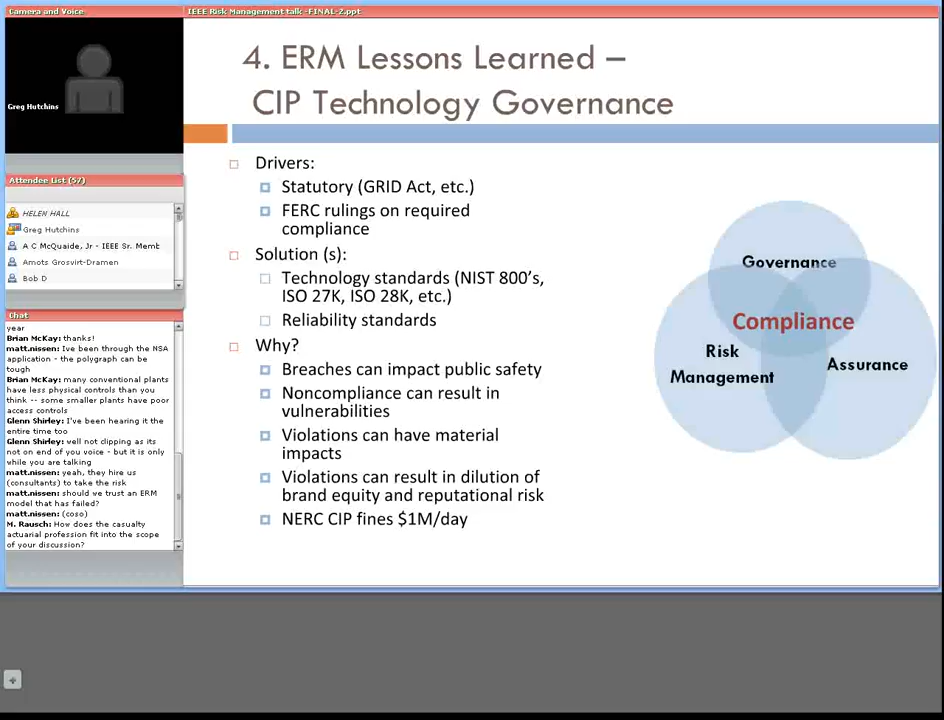 Camera and Voice
IEEE Risk Management talk -FINAL-2.ppt
Greg Hutchins
Attendee List (57)
HELEN HALL
Greg Hutchins
A C McQuaide, Jr - IEEE Sr. Memb
Amots Grosvirt-Dramen
Bob D
Chat
year
Brian McKay: thanks!
matt.nissen: Ive been through the NSA
application - the polygraph can be
tough
Brian McKay: many conventional plants
have less physical controls than you
think -- some smaller plants have poor
access controls
Glenn Shirley: I've been hearing it the
entire time too
Glenn Shirley: vell not clipping as its
not on end of you voice - but it is only
while you are talking
matt.nissen: yeah, they hire us
(consultants) to take the risk
matt.nissen: should we trust an ERM
model that has failed?
matt.nissen: (coso)
M. Rausch: How does the casualty
actuarial profession fit into the scope
of your discussion?
4. ERM Lessons Learned –
CIP Technology Governance
Drivers:
Statutory (GRID Act, etc.)
FERC rulings on required
compliance
Solution (s):
Technology standards (NIST 800's,
ISO 27K, ISO 28K, etc.)
Reliability standards
Why?
Breaches can impact public safety
Noncompliance can result in
vulnerabilities
Violations can have material
impacts
Violations can result in dilution of
brand equity and reputational risk
NERC CIP fines $1M/day
Governance
Compliance
Risk
Management
Assurance